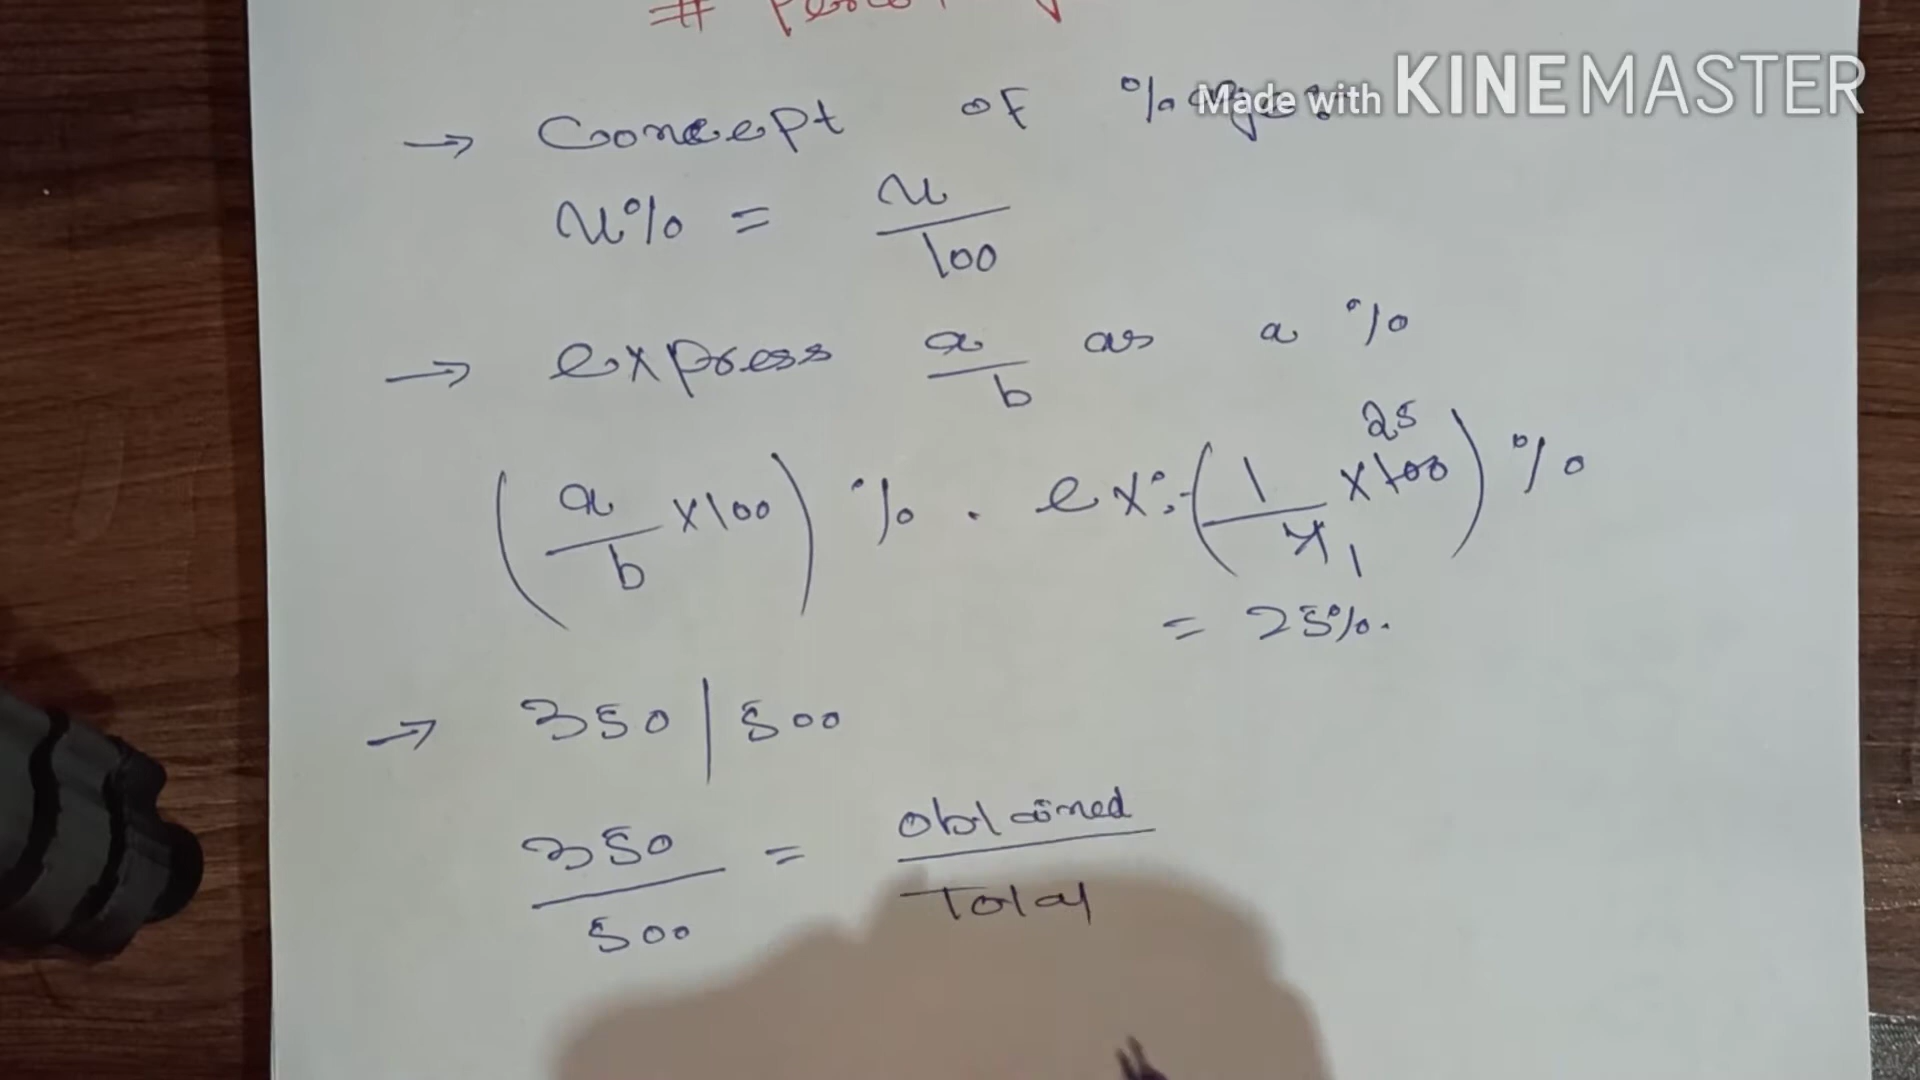 Made with KINEMASTER
→ Concept of %ages
x% = x/100
→ express a/b as a %
(a/b ×100) %. ex:- (1/4 ×100) % 25 1
= 25%.
→ 350 | 500
350/500 = obtained/Total